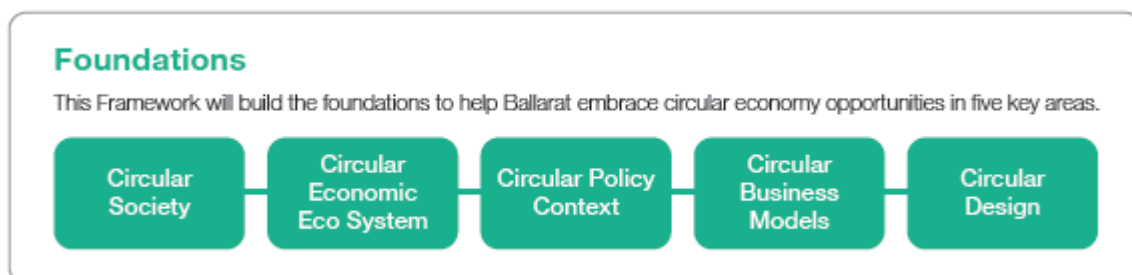 Foundations
This Framework will build the foundations to help Ballarat embrace circular economy opportunities in five key areas.
Circular
Society
Circular
Economic
Eco System
Circular Policy
Context
Circular
Business
Models
Circular
Design